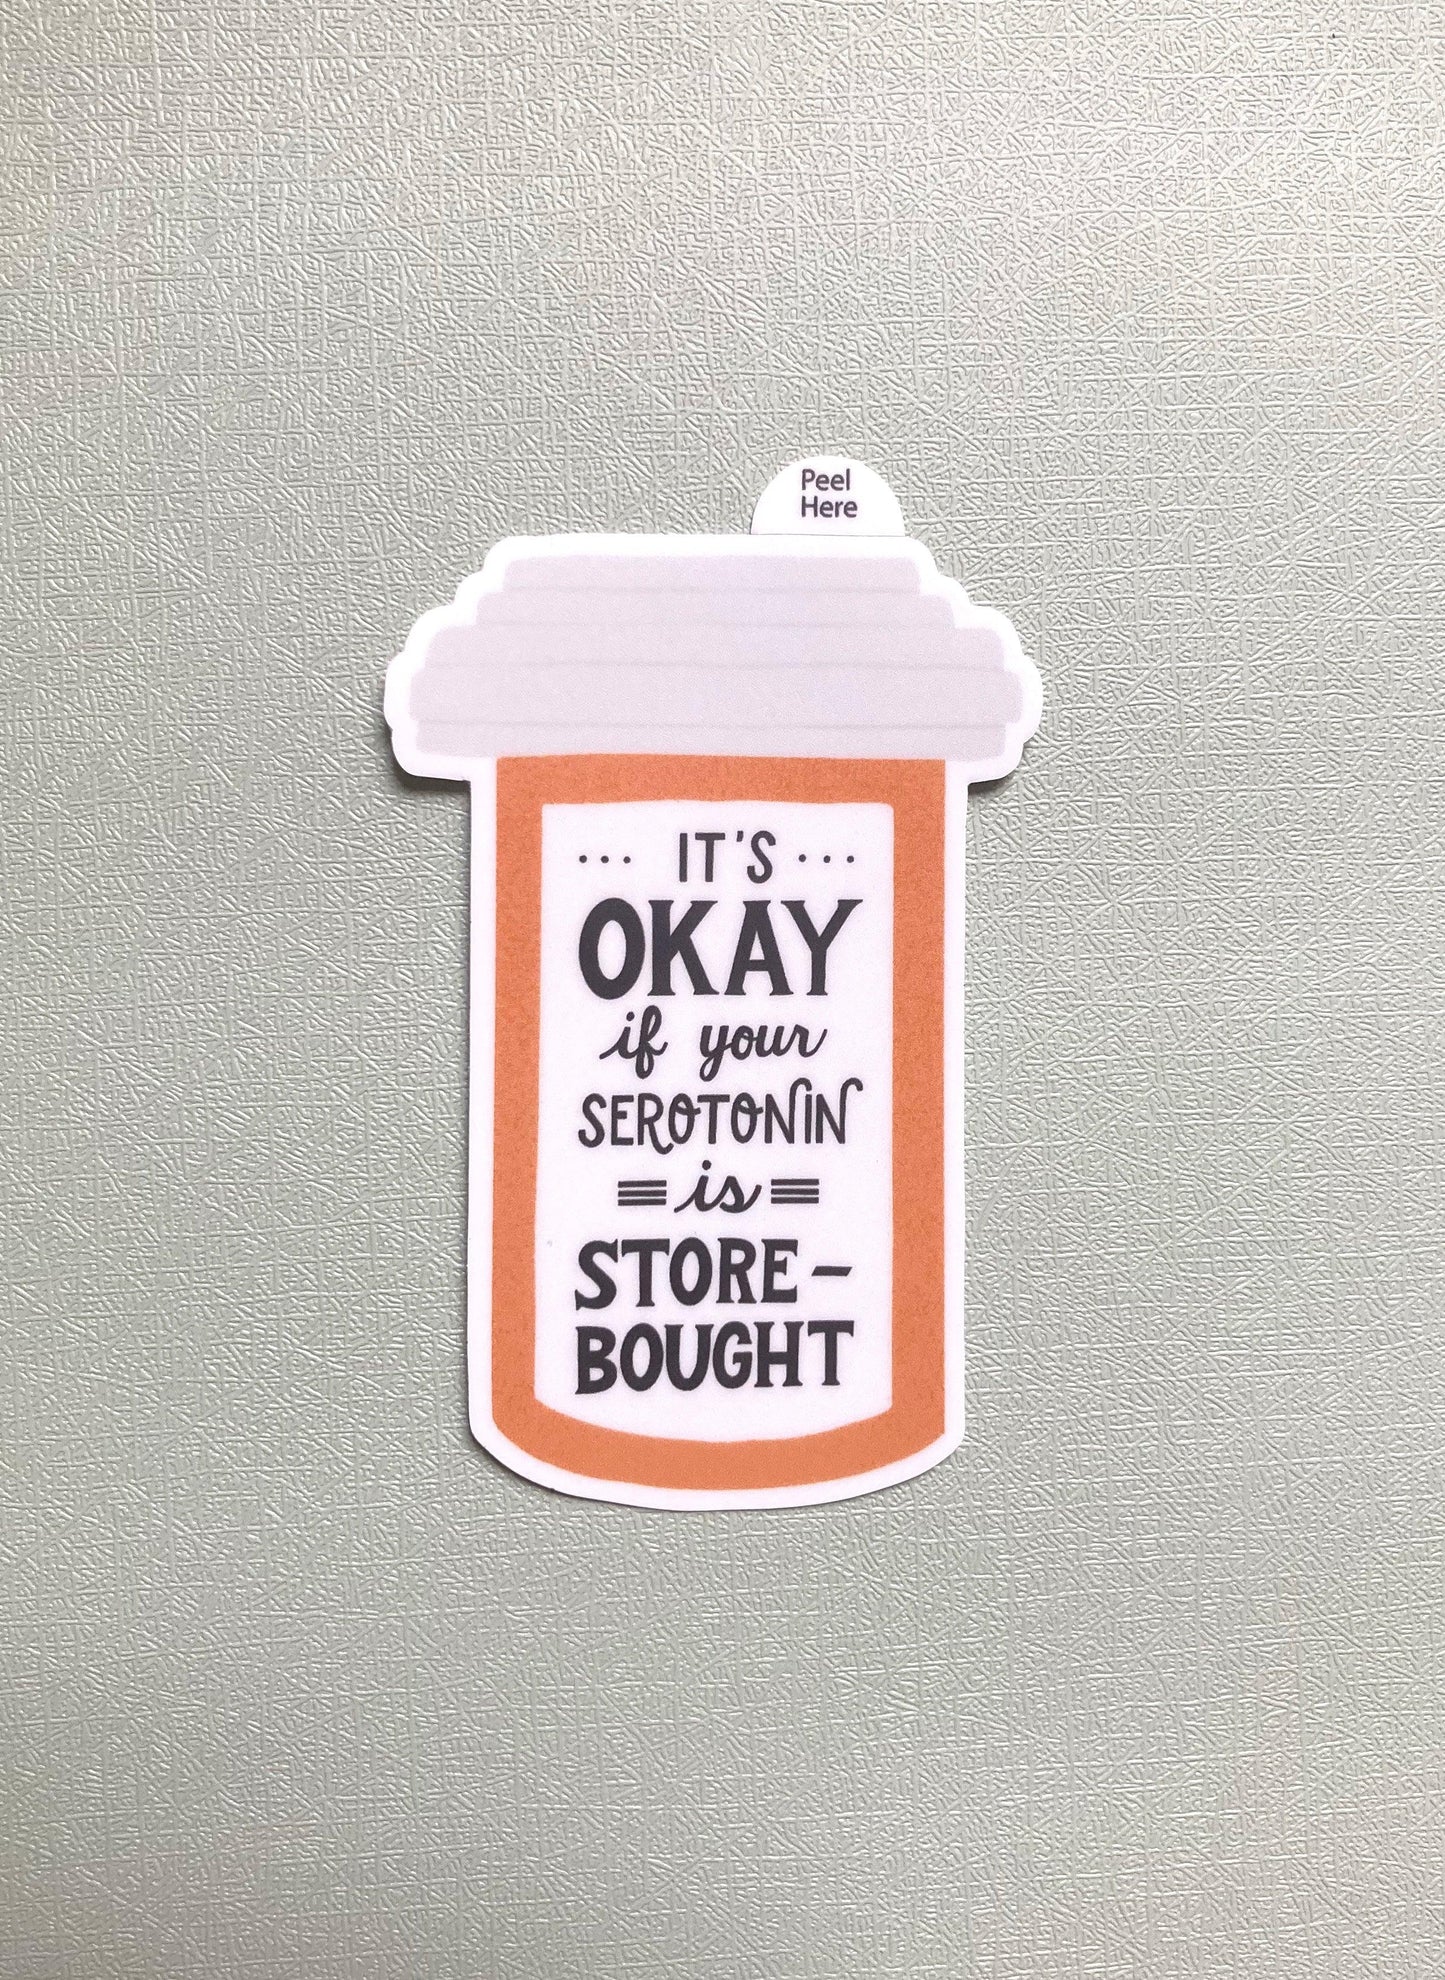 Peel
Here
... IT'S ...
OKAY
if your
SEROTONIN
is
STORE-
BOUGHT